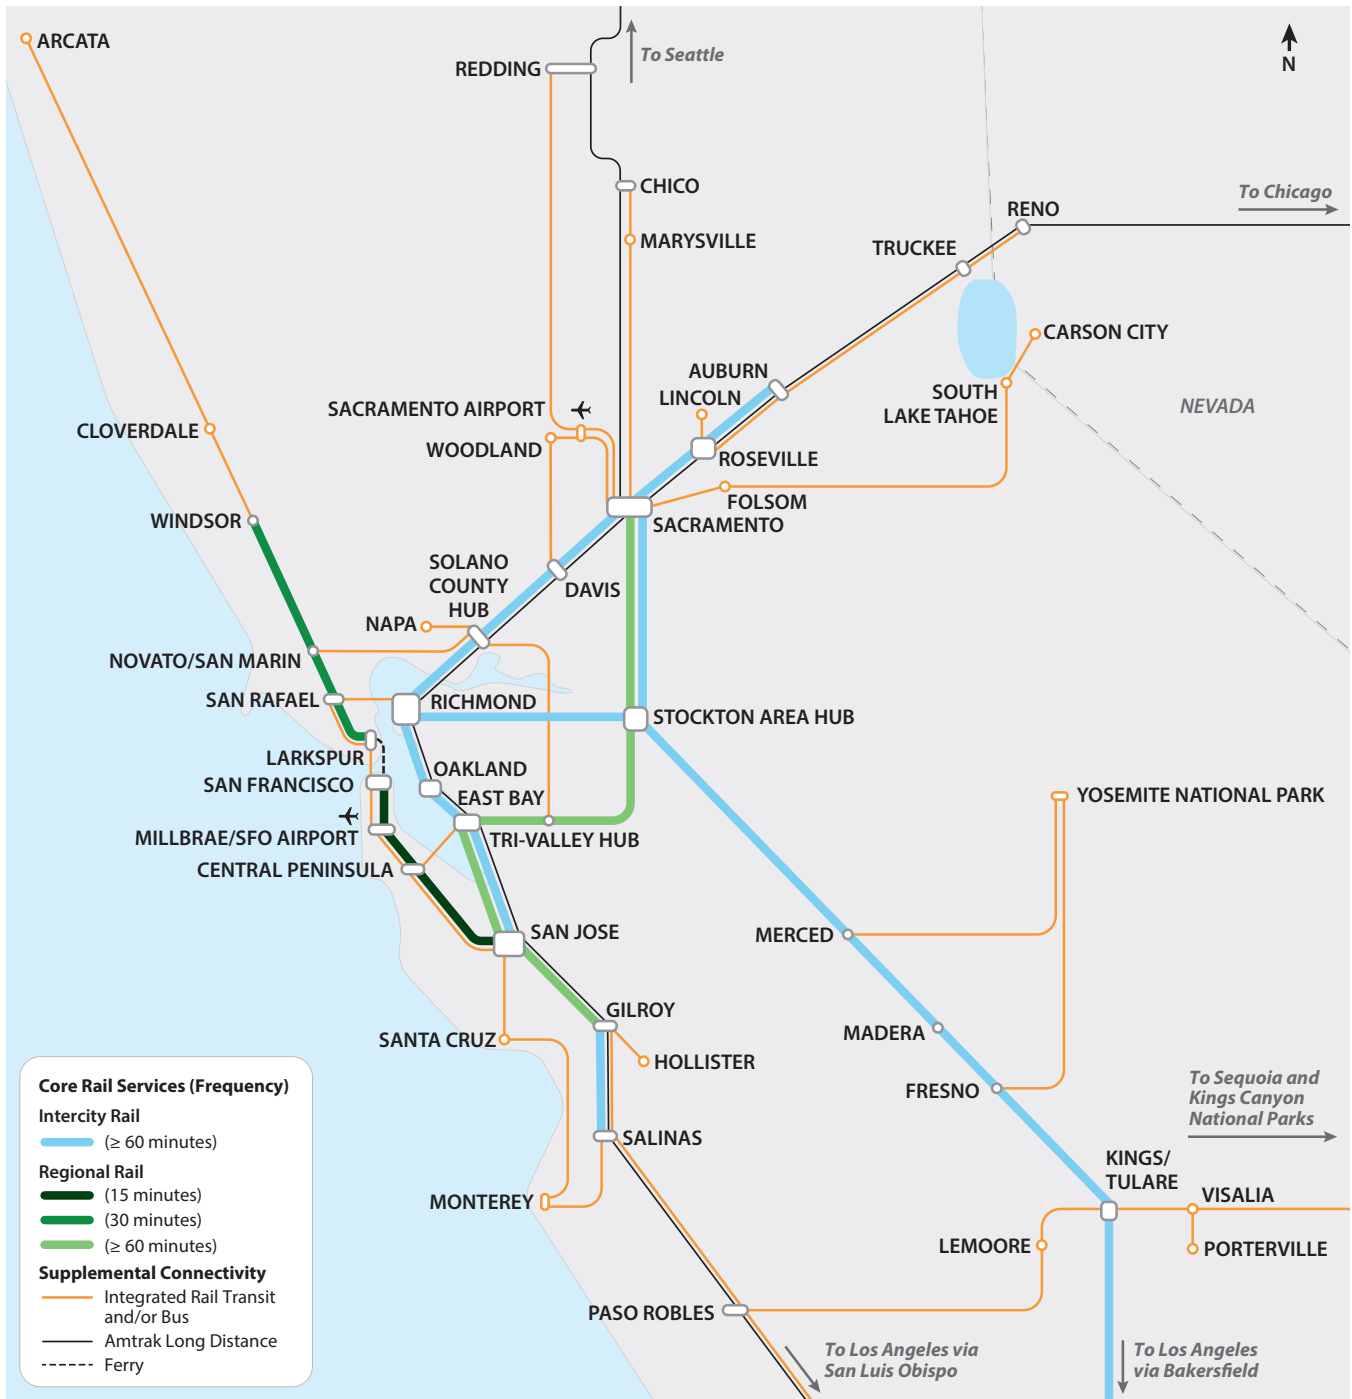 ARCATA
To Seattle
N
REDDING
CHICO
To Chicago
RENO
MARYSVILLE
TRUCKEE
CARSON CITY
AUBURN
LINCOLN
SOUTH
LAKE TAHOE
NEVADA
SACRAMENTO AIRPORT
CLOVERDALE
WOODLAND
ROSEVILLE
FOLSOM
WINDSOR
SACRAMENTO
SOLANO
COUNTY
HUB
DAVIS
NAPA
NOVATO/SAN MARIN
SAN RAFAEL
RICHMOND
STOCKTON AREA HUB
LARKSPUR
OAKLAND
SAN FRANCISCO
EAST BAY
YOSEMITE NATIONAL PARK
MILLBRAE/SFO AIRPORT
TRI-VALLEY HUB
CENTRAL PENINSULA
SAN JOSE
MERCED
GILROY
SANTA CRUZ
MADERA
HOLLISTER
FRESNO
To Sequoia and
Kings Canyon
National Parks
SALINAS
KINGS/
TULARE
MONTEREY
VISALIA
LEMOORE
PORTERVILLE
PASO ROBLES
To Los Angeles via
San Luis Obispo
To Los Angeles
via Bakersfield
Core Rail Services (Frequency)
Intercity Rail
(≥ 60 minutes)
Regional Rail
(15 minutes)
(30 minutes)
(≥ 60 minutes)
Supplemental Connectivity
Integrated Rail Transit
and/or Bus
Amtrak Long Distance
Ferry